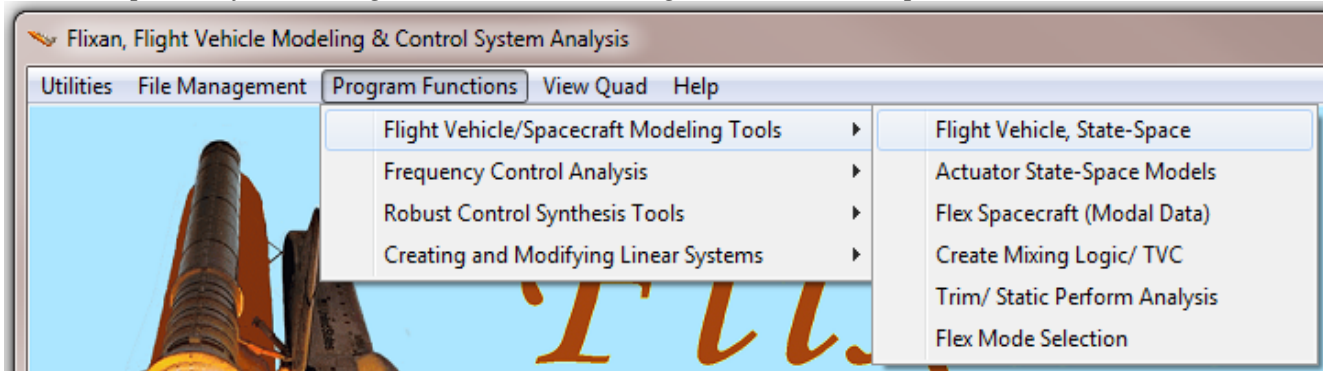 Flixan, Flight Vehicle Modeling & Control System Analysis
Utilities File Management Program Functions View Quad Help
Flight Vehicle/Spacecraft Modeling Tools
Frequency Control Analysis
Robust Control Synthesis Tools
Creating and Modifying Linear Systems
Flight Vehicle, State-Space
Actuator State-Space Models
Flex Spacecraft (Modal Data)
Create Mixing Logic/ TVC
Trim/ Static Perform Analysis
Flex Mode Selection